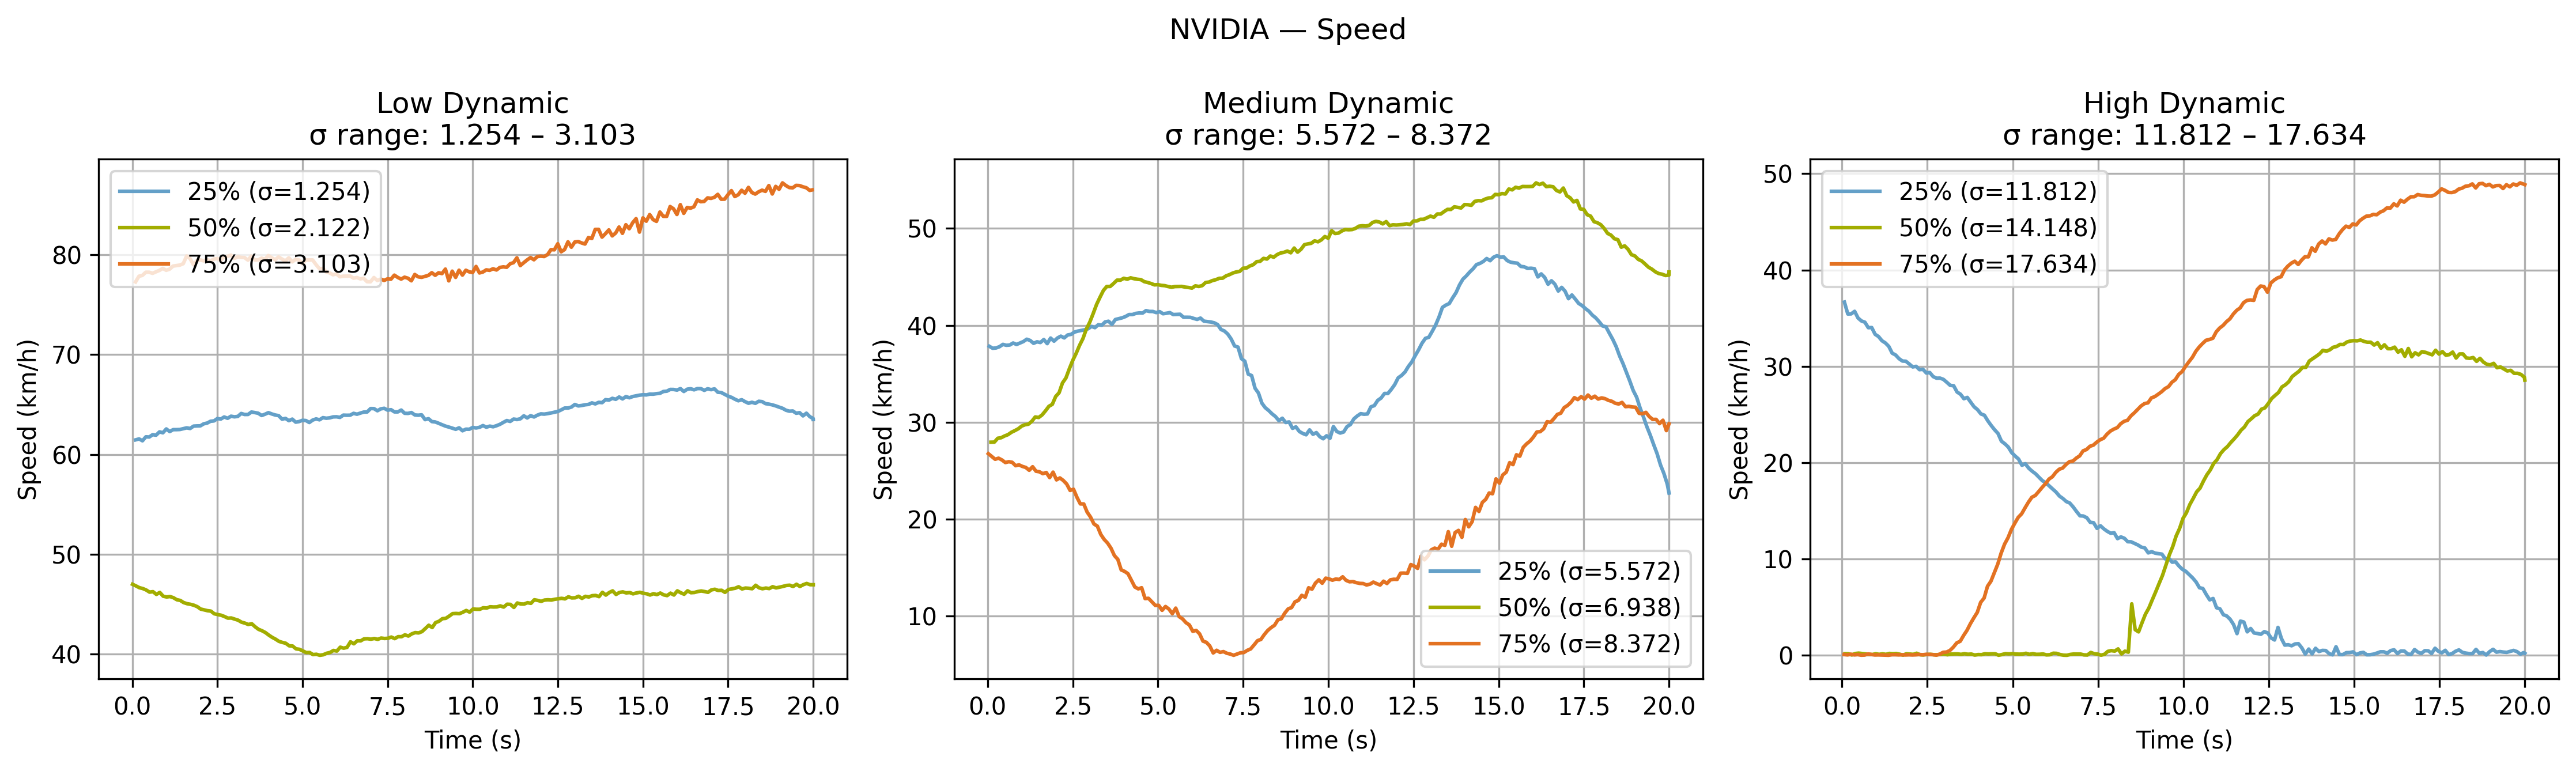 NVIDIA — Speed
Low Dynamic
σ range: 1.254 – 3.103
25% (σ=1.254)
50% (σ=2.122)
75% (σ=3.103)
Speed (km/h)
80
70
60
50
40
0.0 2.5 5.0 7.5 10.0 12.5 15.0 17.5 20.0
Time (s)
Medium Dynamic
σ range: 5.572 – 8.372
Speed (km/h)
50
40
30
20
10
25% (σ=5.572)
50% (σ=6.938)
75% (σ=8.372)
0.0 2.5 5.0 7.5 10.0 12.5 15.0 17.5 20.0
Time (s)
High Dynamic
σ range: 11.812 – 17.634
25% (σ=11.812)
50% (σ=14.148)
75% (σ=17.634)
Speed (km/h)
50
40
30
20
10
0
0.0 2.5 5.0 7.5 10.0 12.5 15.0 17.5 20.0
Time (s)